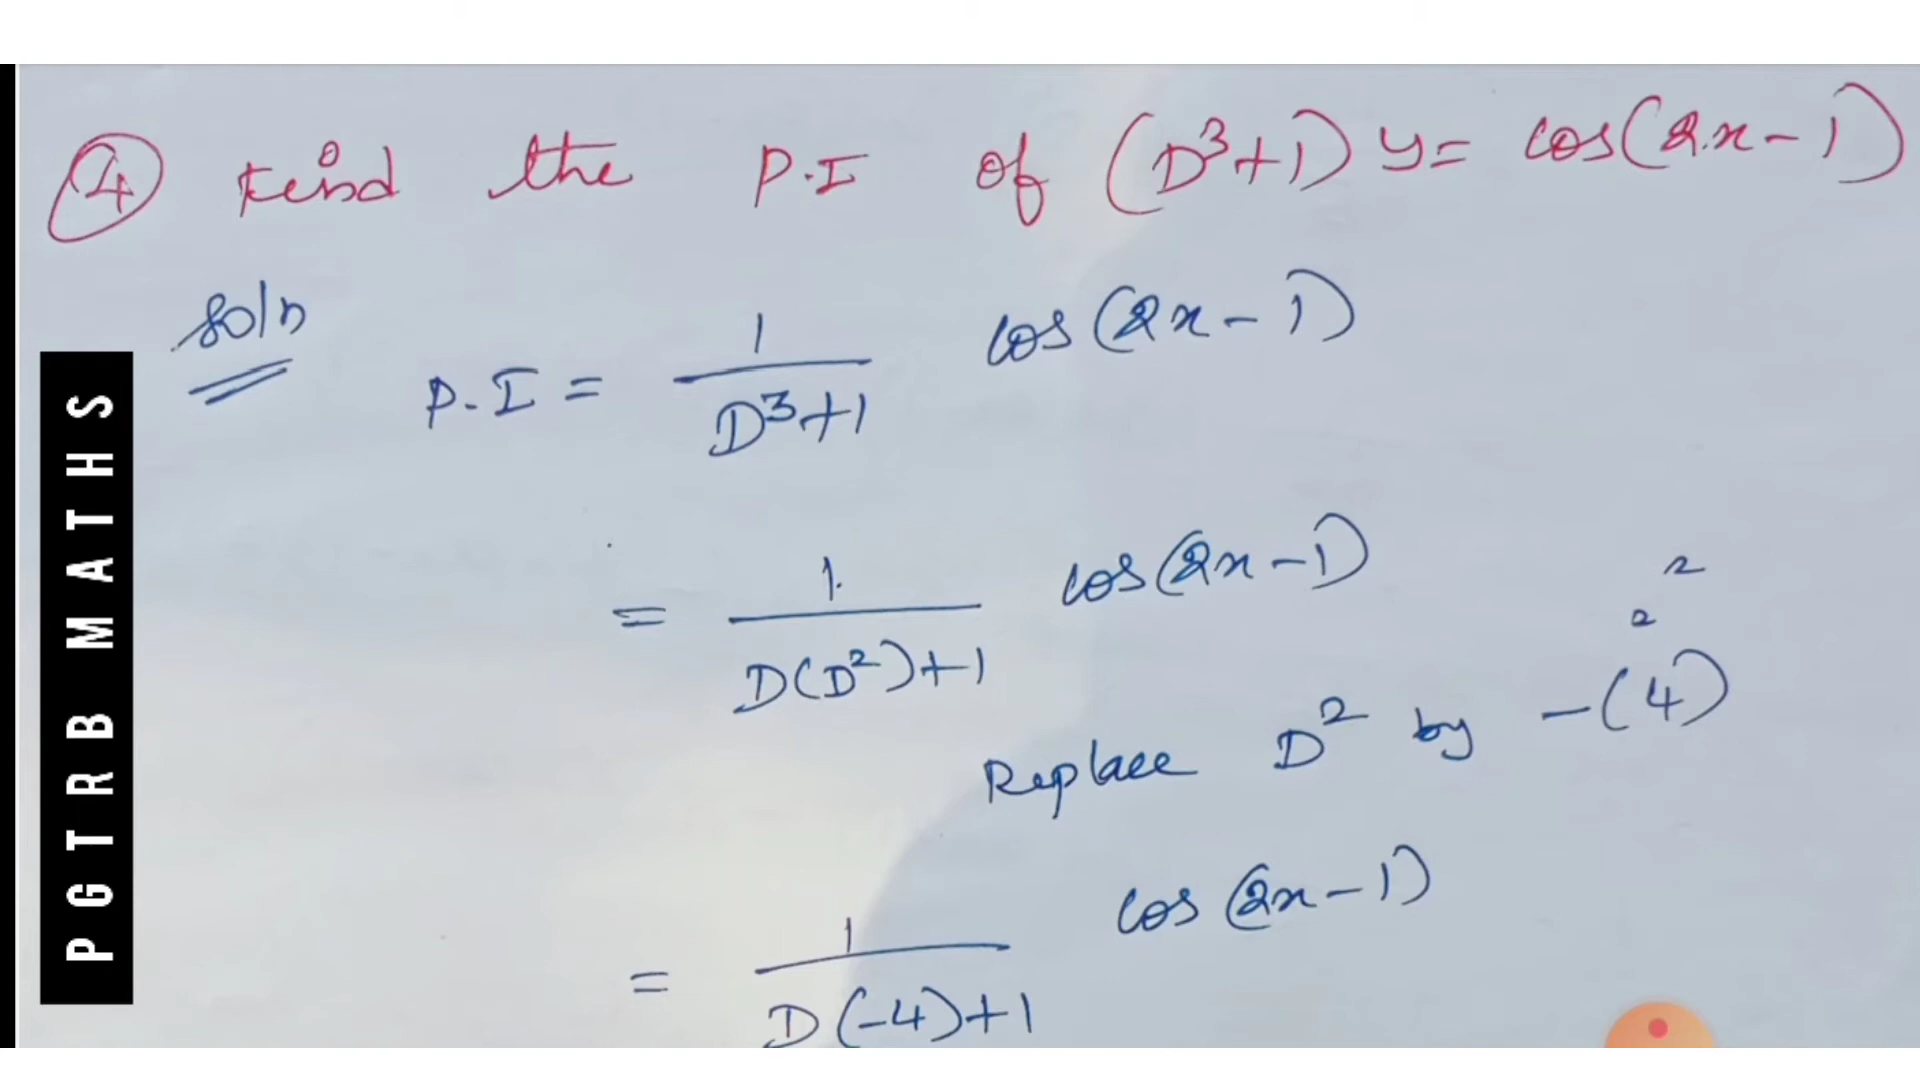 ④ Find the P.I of (D³+1) y = cos(2x-1)
soln
P.I = 1/(D³+1) cos(2x-1)
= 1/(D(D²)+1) cos(2x-1)
2
2
Replace D² by -(4)
= 1/(D(-4)+1) cos(2x-1)
PGTRB MATHS